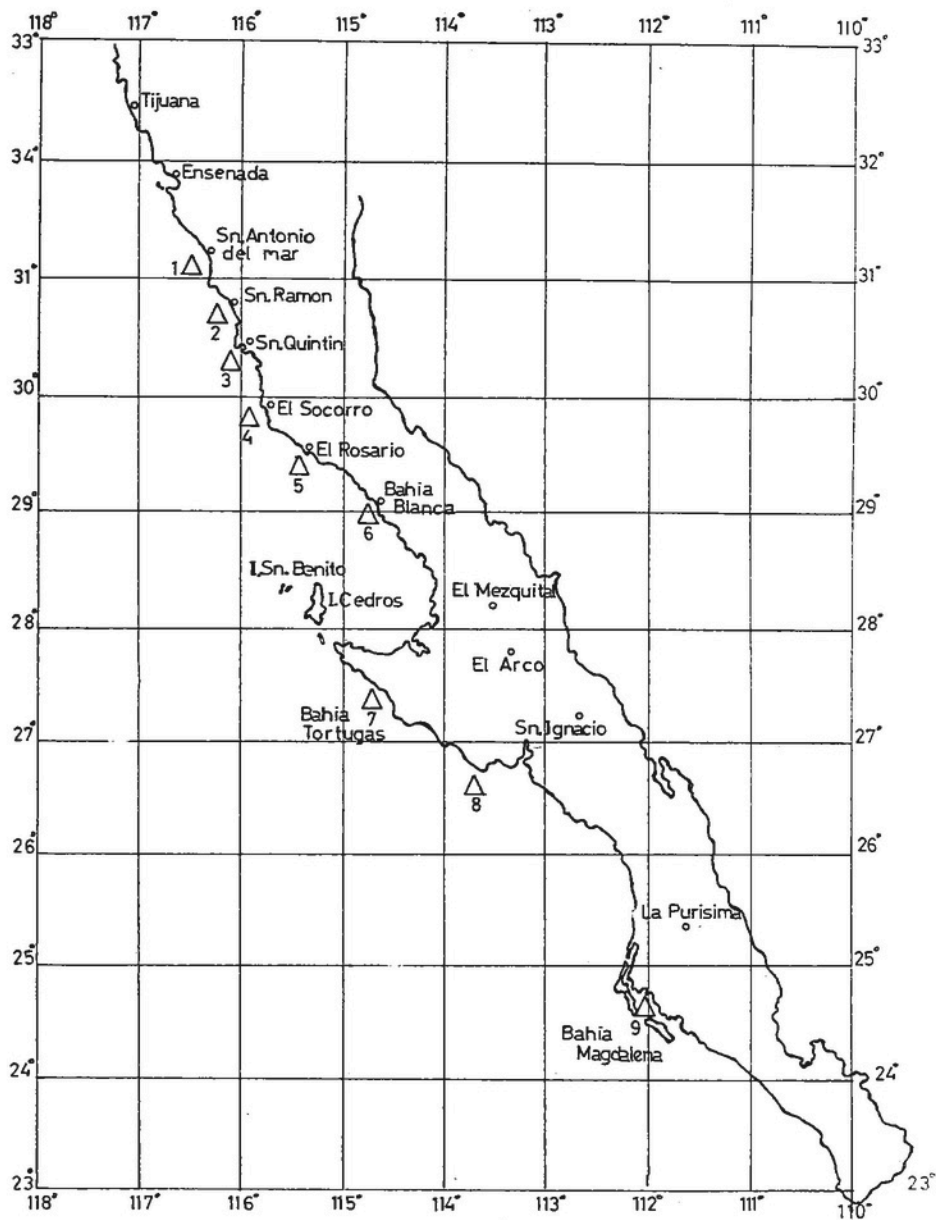 118° 117° 116° 115° 114° 113° 112° 111° 110°
33° 33°
Tijuana
34° 32°
Ensenada
Sn. Antonio
del mar
1
31° 31°
Sn. Ramon
2
Sn. Quintin
3
30° 30°
El Socorro
4
El Rosario
5
Bahia
Blanca
29° 29°
6
I. Sn. Benito
El Mezquital
I. Cedros
28° 28°
El Arco
7
Bahia
Tortugas
Sn. Ignacio
27° 27°
8
26° 26°
La Purisima
25° 25°
9
Bahia
Magdalena
24° 24°
23° 23°
118° 117° 116° 115° 114° 113° 112° 111° 110°